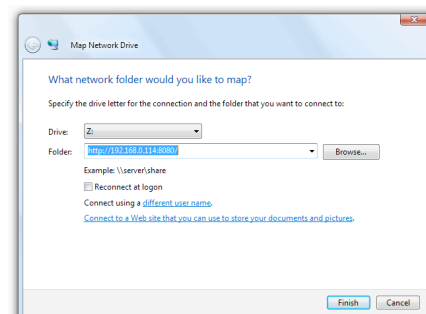 Map Network Drive
What network folder would you like to map?
Specify the drive letter for the connection and the folder that you want to connect to:
Drive: Z:
Folder: http://192.168.0.114:8080/ Browse...
Example: \\server\share
Reconnect at logon
Connect using a different user name.
Connect to a Web site that you can use to store your documents and pictures.
Finish Cancel